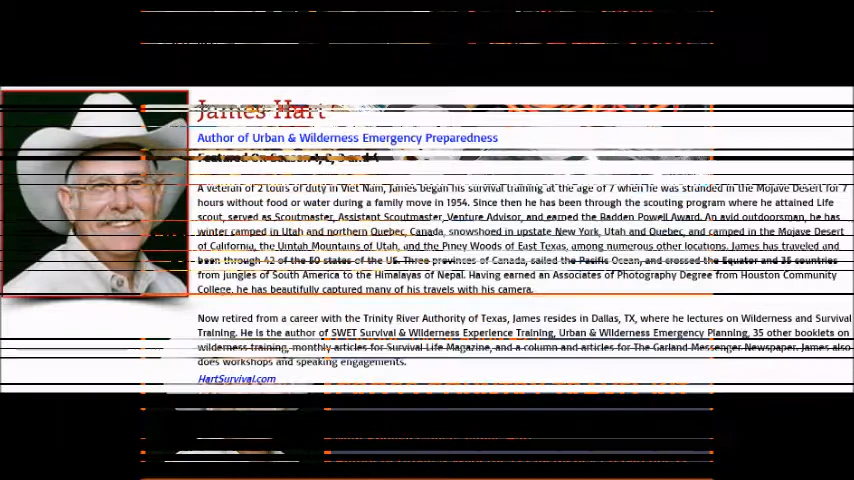 James Hart
Author of Urban & Wilderness Emergency Preparedness
Featured On Season 1, 2, 3 and 4
A veteran of 2 tours of duty in Viet Nam, James began his survival training at the age of 7 when he was stranded in the Mojave Desert for 7
hours without food or water during a family move in 1954. Since then he has been through the scouting program where he attained Life
scout, served as Scoutmaster, Assistant Scoutmaster, Venture Advisor, and earned the Badden Powell Award. An avid outdoorsman, he has
winter camped in Utah and northern Quebec, Canada, snowshoed in upstate New York, Utah and Quebec, and camped in the Mojave Desert
of California, the Uintah Mountains of Utah, and the Piney Woods of East Texas, among numerous other locations. James has traveled and
been through 42 of the 50 states of the US. Three provinces of Canada, sailed the Pacific Ocean, and crossed the Equator and 35 countries
from jungles of South America to the Himalayas of Nepal. Having earned an Associates of Photography Degree from Houston Community
College, he has beautifully captured many of his travels with his camera.
Now retired from a career with the Trinity River Authority of Texas, James resides in Dallas, TX, where he lectures on Wilderness and Survival
Training. He is the author of SWET Survival & Wilderness Experience Training, Urban & Wilderness Emergency Planning, 35 other booklets on
wilderness training, monthly articles for Survival Life Magazine, and a column and articles for The Garland Messenger Newspaper. James also
does workshops and speaking engagements.
HartSurvival.com